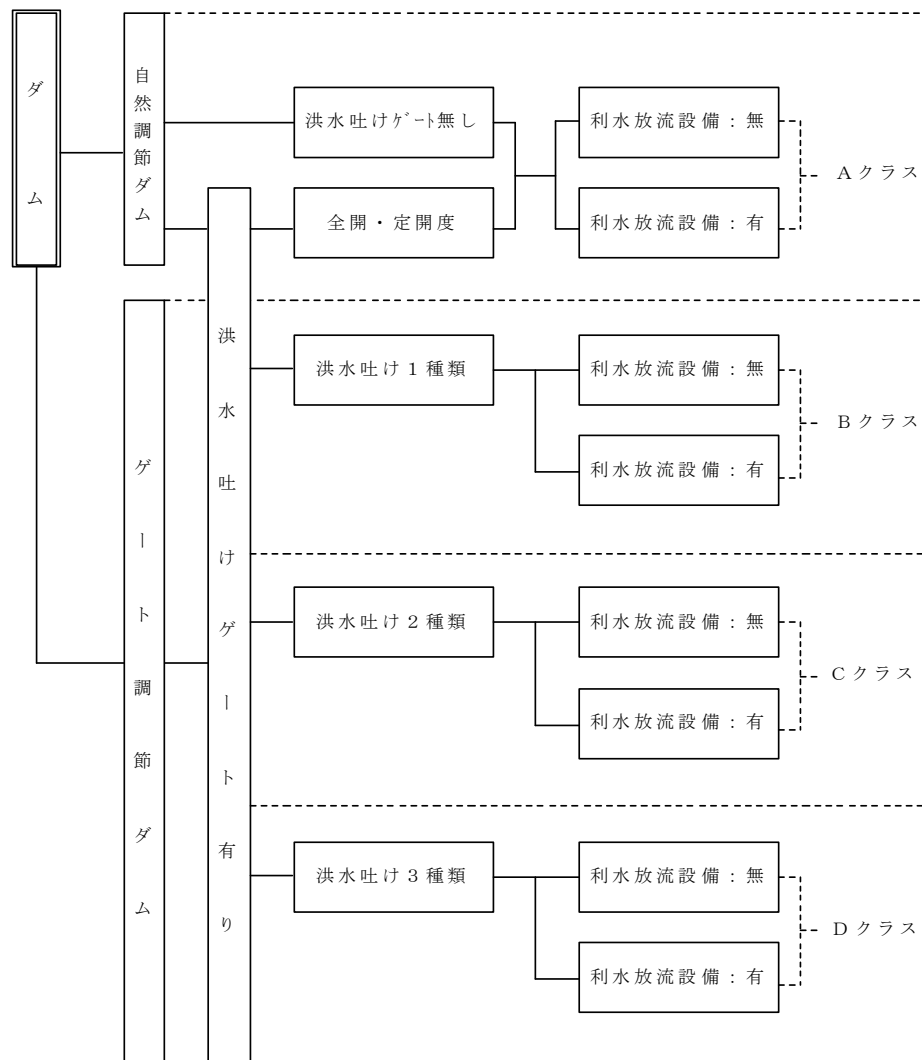 ダム
自然調節ダム
洪水吐けｹﾞｰﾄ無し
利水放流設備：無
Aクラス
全開・定開度
利水放流設備：有
ゲート調節ダム
洪水吐けゲート有り
洪水吐け１種類
利水放流設備：無
Bクラス
利水放流設備：有
洪水吐け２種類
利水放流設備：無
Cクラス
利水放流設備：有
洪水吐け３種類
利水放流設備：無
Dクラス
利水放流設備：有